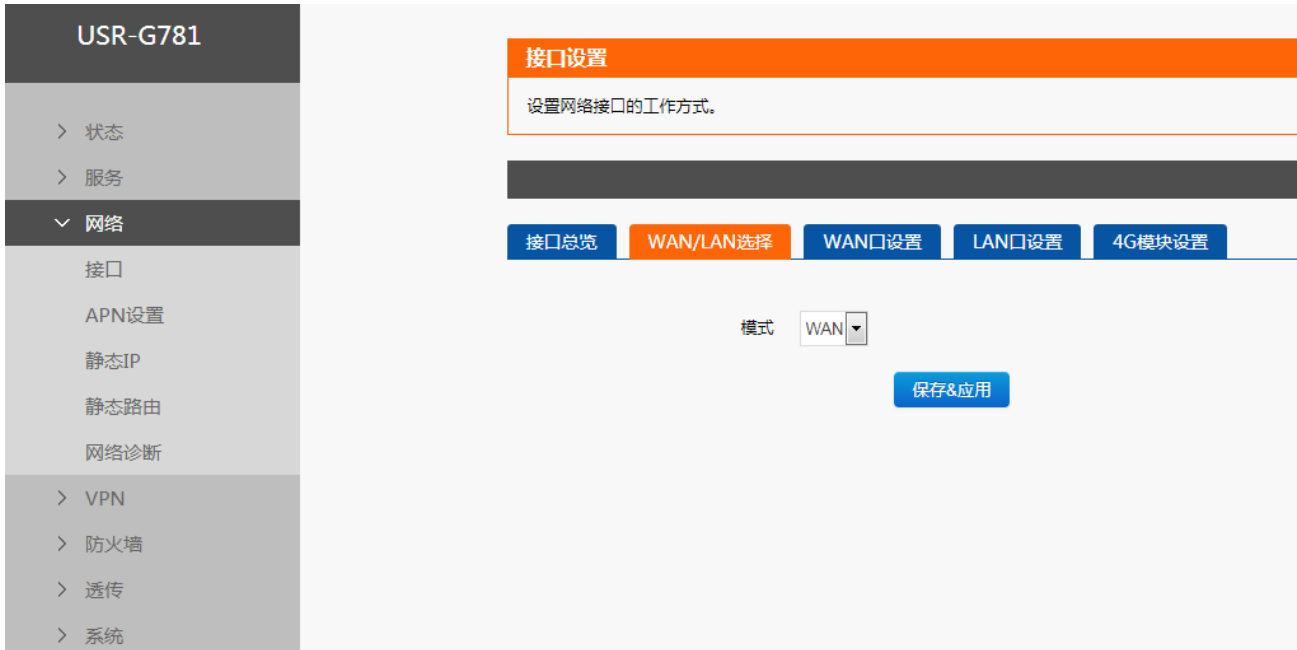 USR-G781
状态
服务
网络
接口
APN设置
静态IP
静态路由
网络诊断
VPN
防火墙
透传
系统
接口设置
设置网络接口的工作方式。
接口总览 WAN/LAN选择 WAN口设置 LAN口设置 4G模块设置
模式 WAN
保存&应用